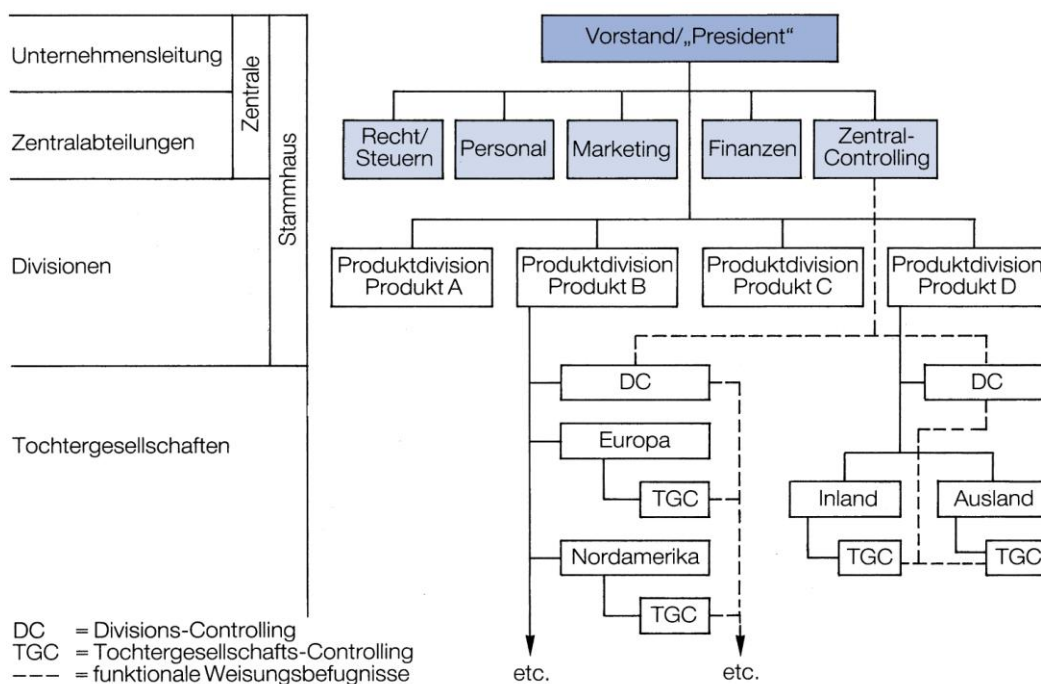 Unternehmensleitung
Zentralabteilungen
Zentrale
Stammhaus
Divisionen
Tochtergesellschaften
Vorstand/„President“
Recht/
Steuern
Personal
Marketing
Finanzen
Zentral-
Controlling
Produktdivision
Produkt A
Produktdivision
Produkt B
Produktdivision
Produkt C
Produktdivision
Produkt D
DC
DC
Europa
TGC
Nordamerika
TGC
Inland
TGC
Ausland
TGC
etc.
etc.
DC = Divisions-Controlling
TGC = Tochtergesellschafts-Controlling
--- = funktionale Weisungsbefugnisse